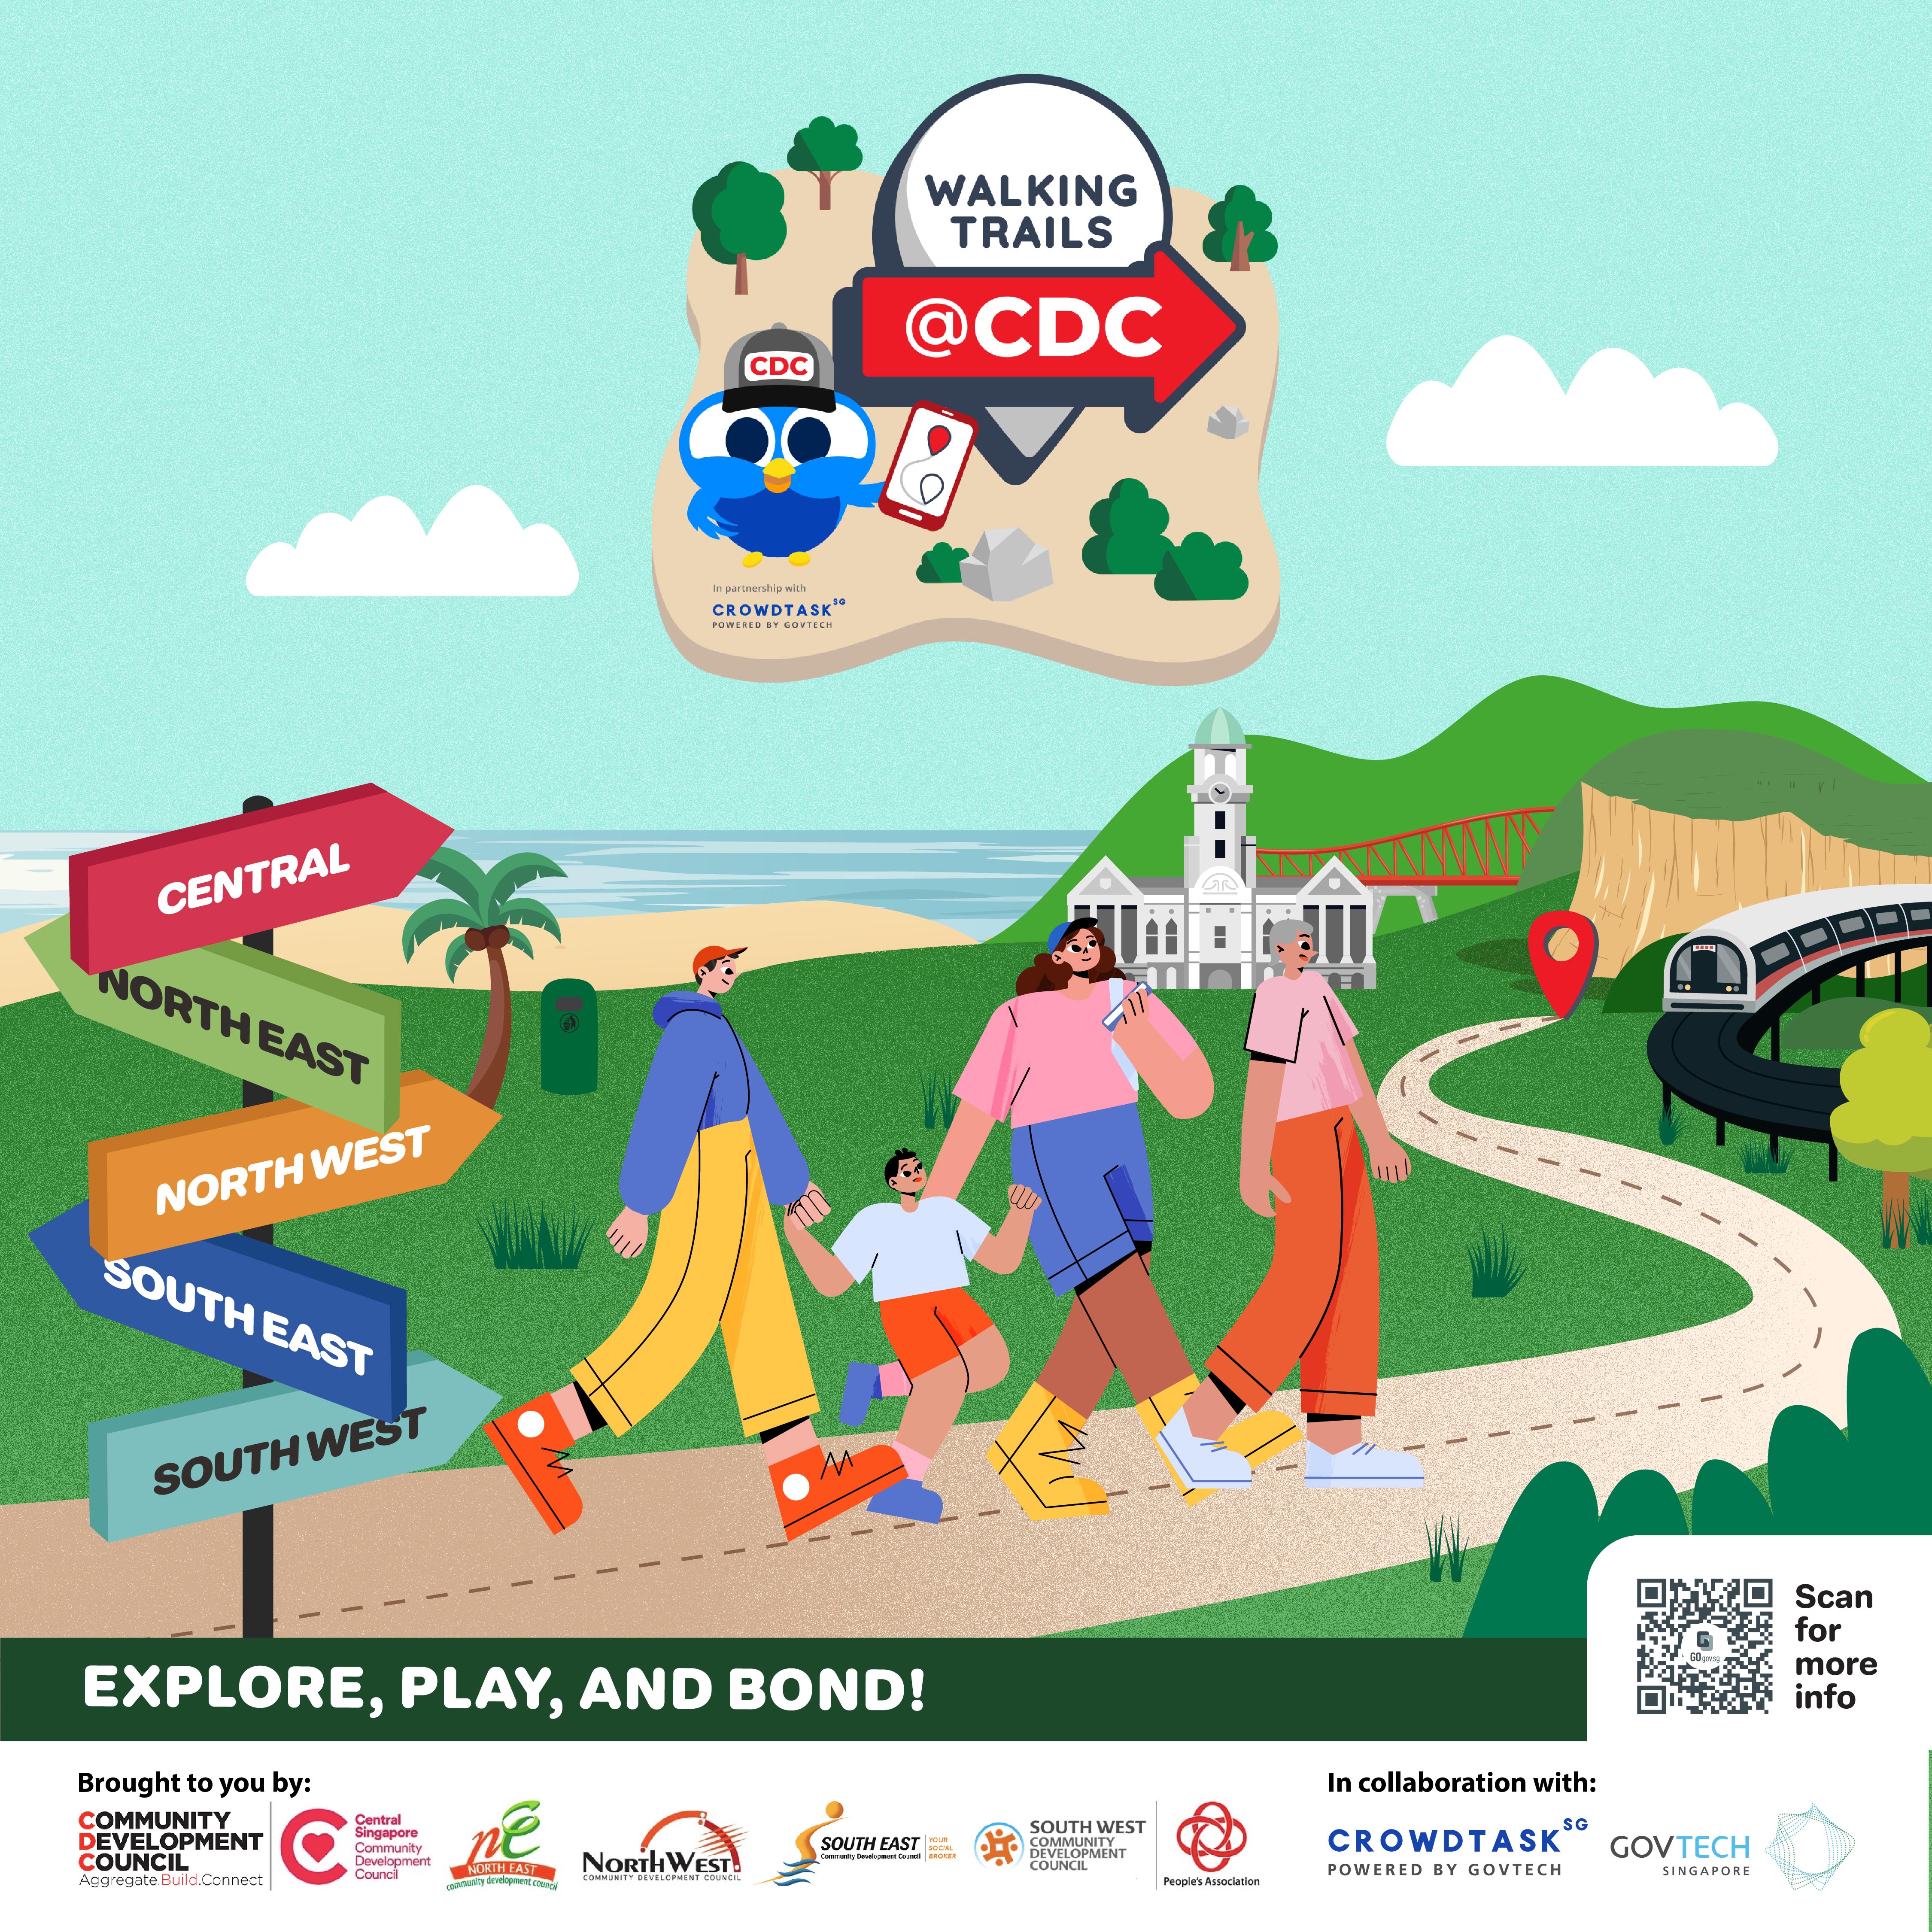 WALKING
TRAILS
@CDC
CDC
In partnership with
CROWDTASK SG
POWERED BY GOVTECH
CENTRAL
NORTH EAST
NORTH WEST
SOUTH EAST
SOUTH WEST
EXPLORE, PLAY, AND BOND!
GO.gov.sg
Scan
for
more
info
Brought to you by:
COMMUNITY
DEVELOPMENT
COUNCIL
Aggregate.Build.Connect
Central
Singapore
Community
Development
Council
ne
NORTH EAST
community development council
NORTHWEST
COMMUNITY DEVELOPMENT COUNCIL
SOUTH EAST
Community Development Council
YOUR
SOCIAL
BROKER
SOUTH WEST
COMMUNITY
DEVELOPMENT
COUNCIL
People's Association
In collaboration with:
CROWDTASK SG
POWERED BY GOVTECH
GOVTECH
SINGAPORE